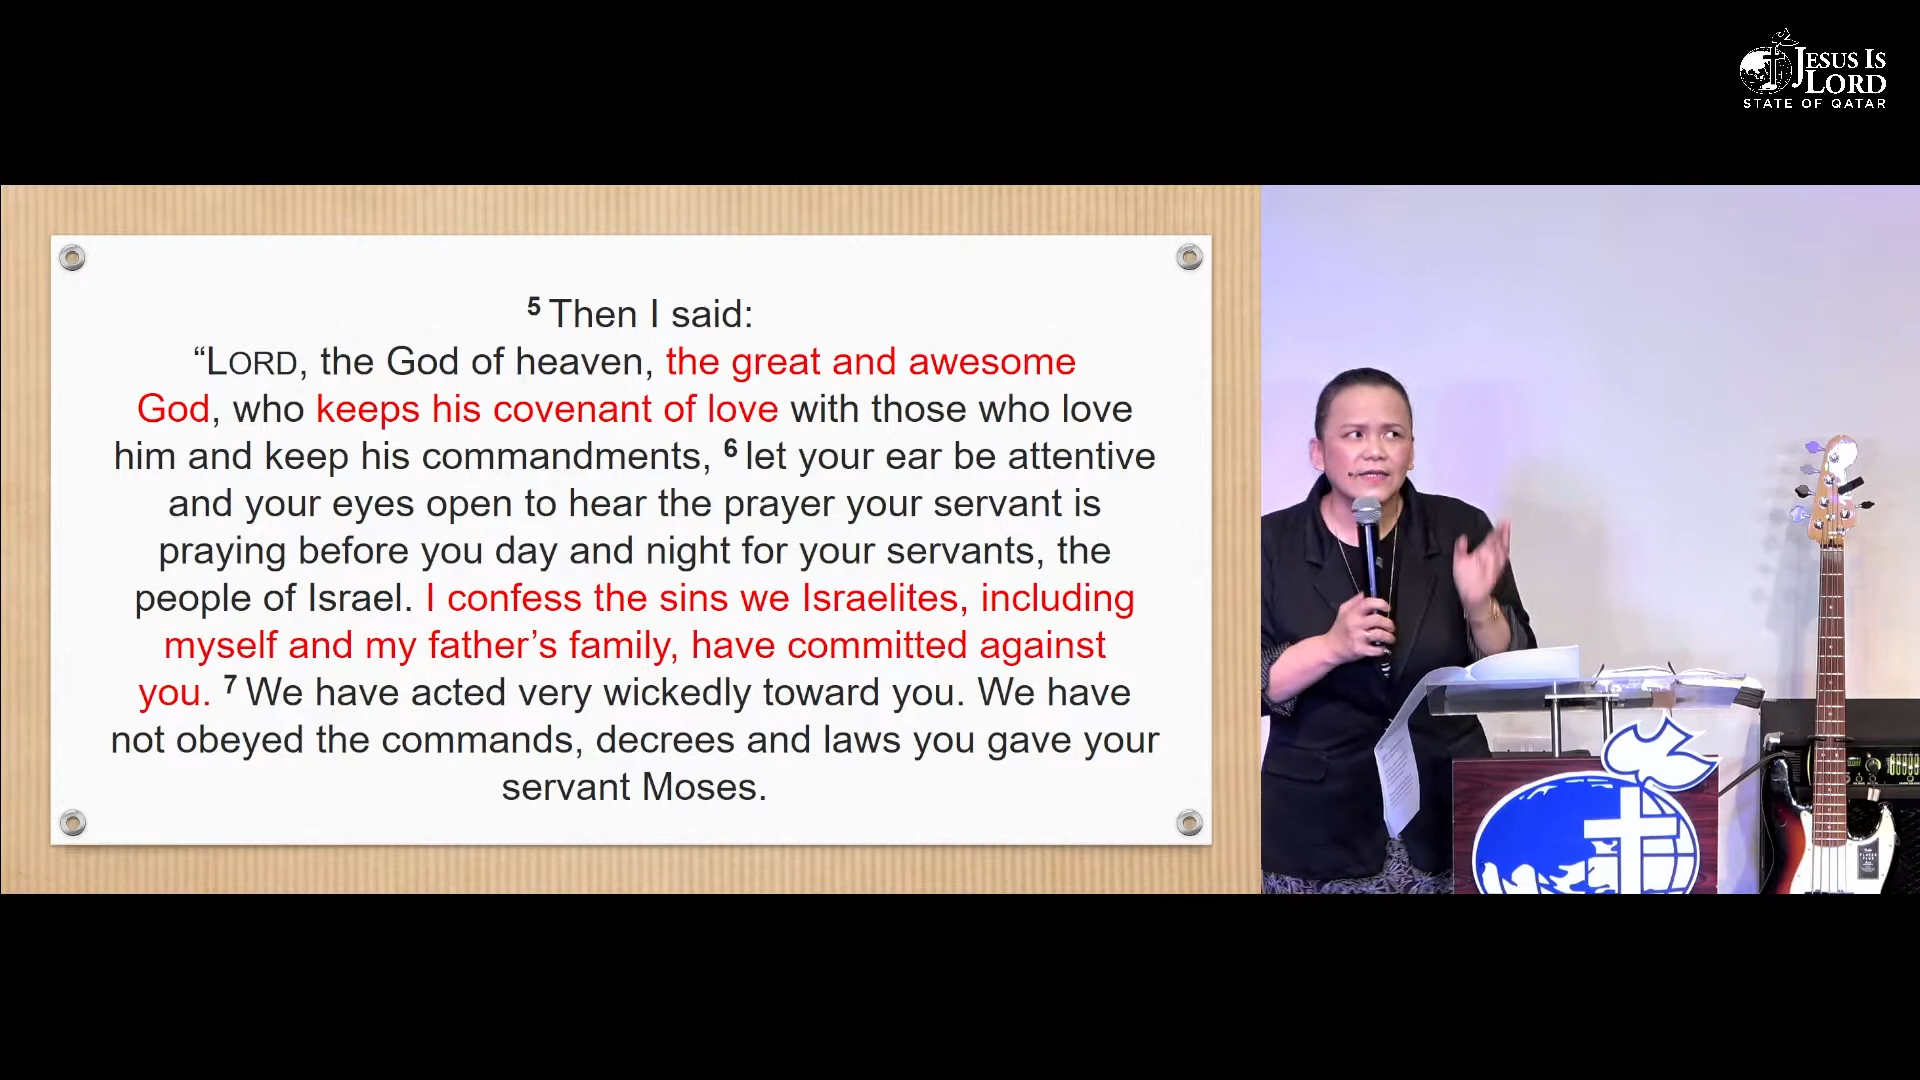 JESUS IS
LORD
STATE OF QATAR
5 Then I said:
“LORD, the God of heaven, the great and awesome
God, who keeps his covenant of love with those who love
him and keep his commandments, 6 let your ear be attentive
and your eyes open to hear the prayer your servant is
praying before you day and night for your servants, the
people of Israel. I confess the sins we Israelites, including
myself and my father’s family, have committed against
you. 7 We have acted very wickedly toward you. We have
not obeyed the commands, decrees and laws you gave your
servant Moses.